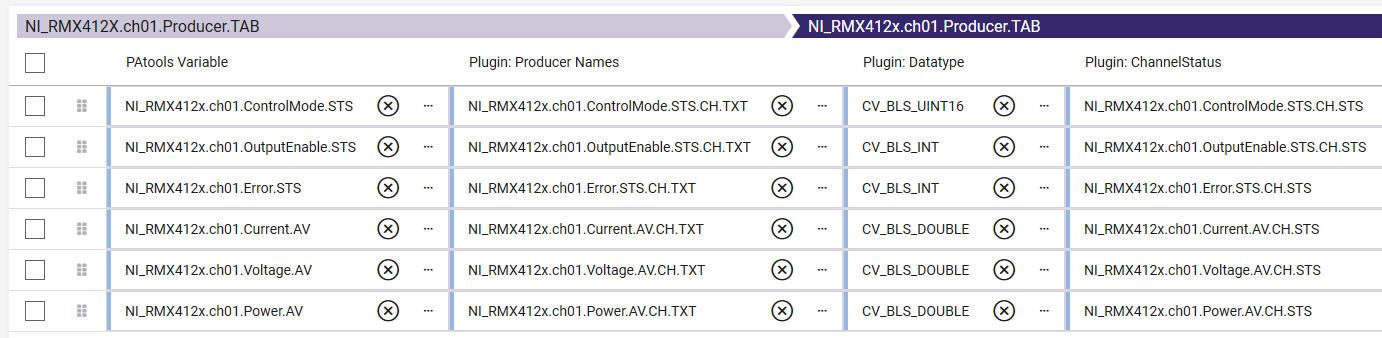 NI_RMX412X.ch01.Producer.TAB NI_RMX412x.ch01.Producer.TAB
PAtools Variable Plugin: Producer Names Plugin: Datatype Plugin: ChannelStatus
NI_RMX412x.ch01.ControlMode.STS ... NI_RMX412x.ch01.ControlMode.STS.CH.TXT ... CV_BLS_UINT16 ... NI_RMX412x.ch01.ControlMode.STS.CH.STS
NI_RMX412x.ch01.OutputEnable.STS ... NI_RMX412x.ch01.OutputEnable.STS.CH.TXT ... CV_BLS_INT ... NI_RMX412x.ch01.OutputEnable.STS.CH.STS
NI_RMX412x.ch01.Error.STS ... NI_RMX412x.ch01.Error.STS.CH.TXT ... CV_BLS_INT ... NI_RMX412x.ch01.Error.STS.CH.STS
NI_RMX412x.ch01.Current.AV ... NI_RMX412x.ch01.Current.AV.CH.TXT ... CV_BLS_DOUBLE ... NI_RMX412x.ch01.Current.AV.CH.STS
NI_RMX412x.ch01.Voltage.AV ... NI_RMX412x.ch01.Voltage.AV.CH.TXT ... CV_BLS_DOUBLE ... NI_RMX412x.ch01.Voltage.AV.CH.STS
NI_RMX412x.ch01.Power.AV ... NI_RMX412x.ch01.Power.AV.CH.TXT ... CV_BLS_DOUBLE ... NI_RMX412x.ch01.Power.AV.CH.STS